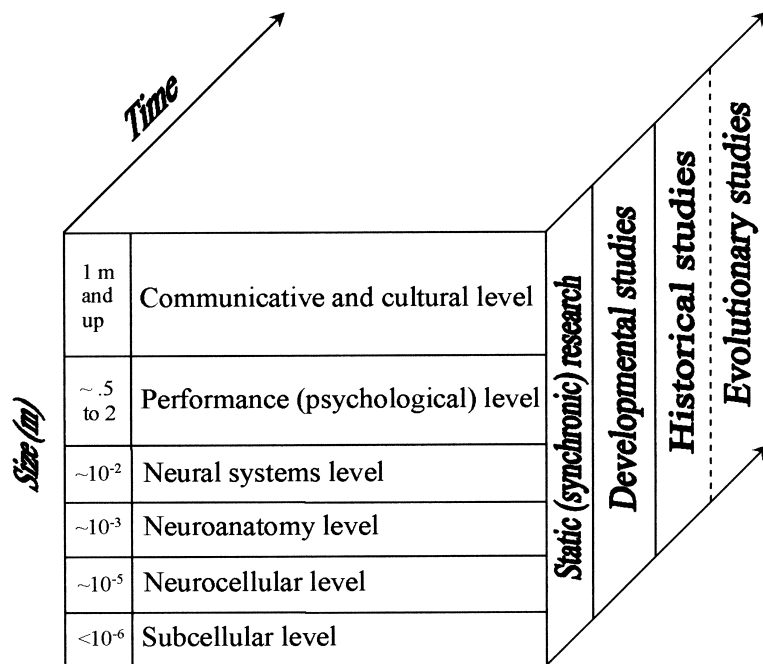 Time
Size (m)
1 m
and
up
Communicative and cultural level
~ .5
to 2
Performance (psychological) level
~10⁻²
Neural systems level
~10⁻³
Neuroanatomy level
~10⁻⁵
Neurocellular level
<10⁻⁶
Subcellular level
Static (synchronic) research
Developmental studies
Historical studies
Evolutionary studies